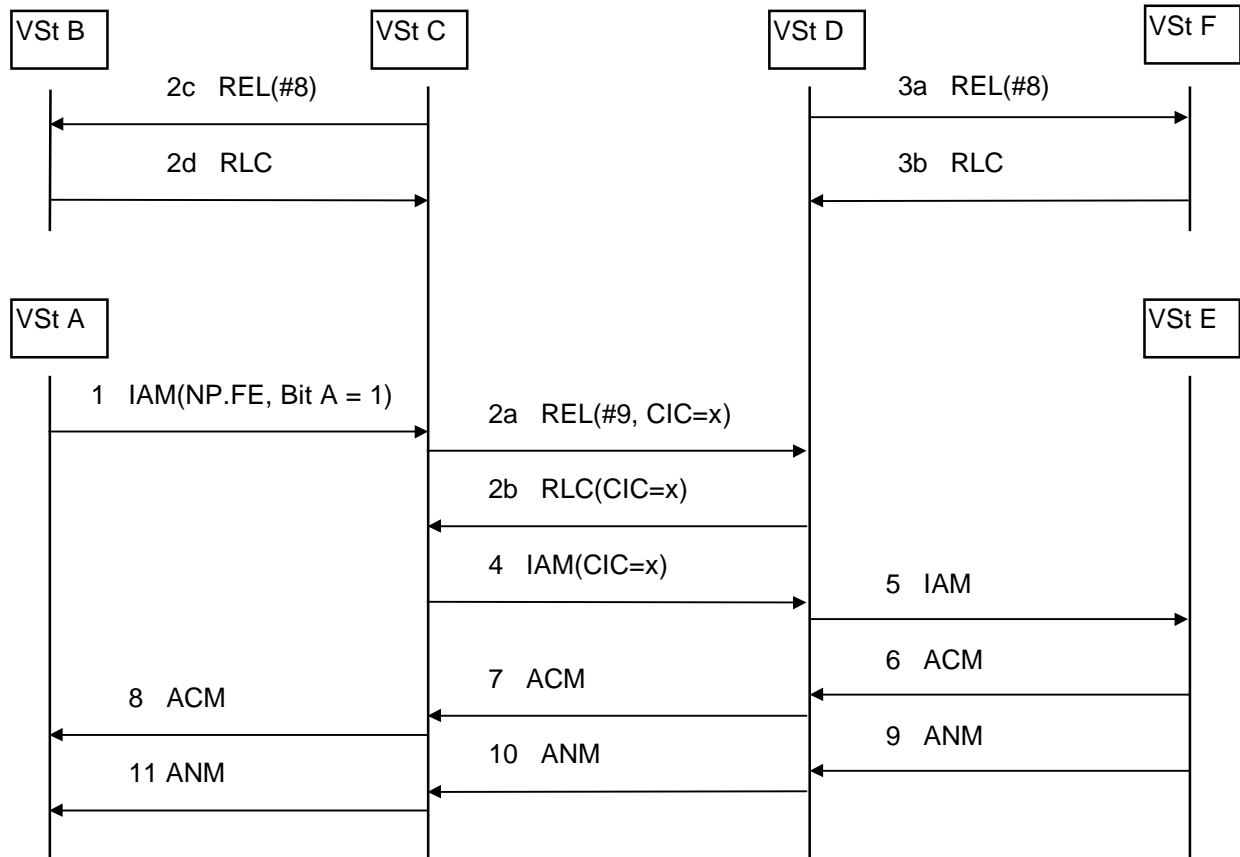 VSt B
VSt C
VSt D
VSt F
2c REL(#8)
3a REL(#8)
2d RLC
3b RLC
VSt A
VSt E
1 IAM(NP.FE, Bit A = 1)
2a REL(#9, CIC=x)
2b RLC(CIC=x)
4 IAM(CIC=x)
5 IAM
6 ACM
7 ACM
8 ACM
9 ANM
10 ANM
11 ANM